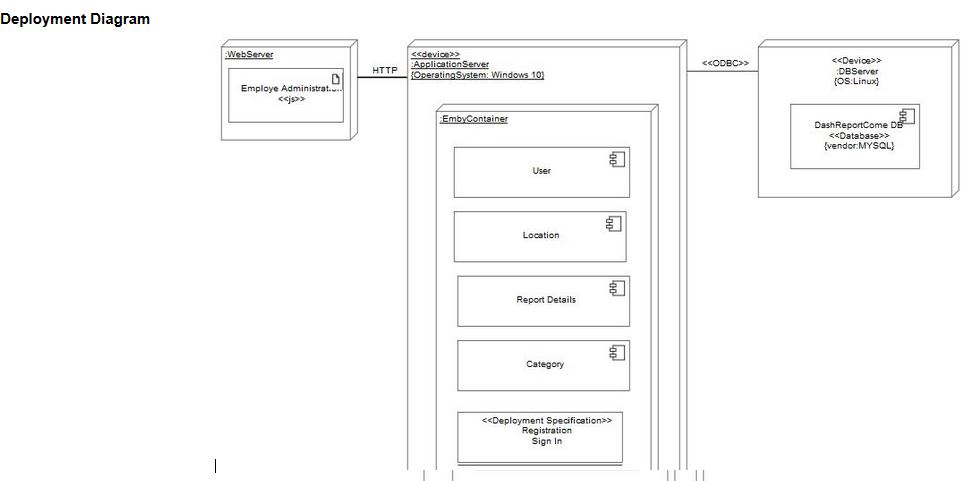 Deployment Diagram
:WebServer
Employe Administrat...
<<js>>
HTTP
<<device>>
:ApplicationServer
{OperatingSystem: Windows 10}
:EmbyContainer
User
Location
Report Details
Category
<<Deployment Specification>>
Registration
Sign In
<<ODBC>>
<<Device>>
:DBServer
{OS:Linux}
DashReportCome DB
<<Database>>
{vendor:MYSQL}